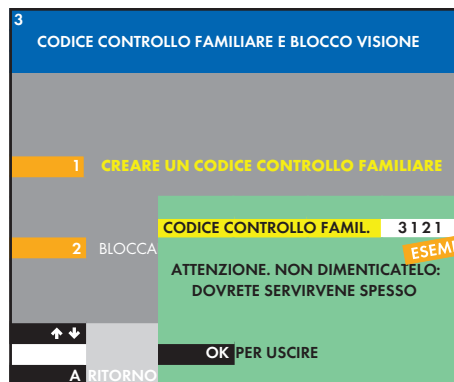 3
CODICE CONTROLLO FAMILIARE E BLOCCO VISIONE
1 CREARE UN CODICE CONTROLLO FAMILIARE
CODICE CONTROLLO FAMIL. 3121
2 BLOCCA
ATTENZIONE. NON DIMENTICATELO:
DOVRETE SERVIRVENE SPESSO
OK PER USCIRE
A RITORNO